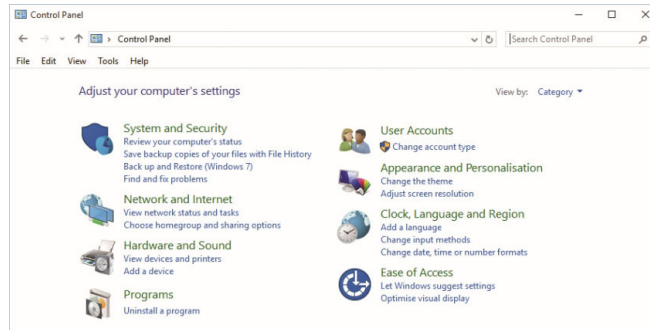 Control Panel
Control Panel
Search Control Panel
File Edit View Tools Help
Adjust your computer's settings
View by: Category
System and Security
Review your computer's status
Save backup copies of your files with File History
Back up and Restore (Windows 7)
Find and fix problems
Network and Internet
View network status and tasks
Choose homegroup and sharing options
Hardware and Sound
View devices and printers
Add a device
Programs
Uninstall a program
User Accounts
Change account type
Appearance and Personalisation
Change the theme
Adjust screen resolution
Clock, Language and Region
Add a language
Change input methods
Change date, time or number formats
Ease of Access
Let Windows suggest settings
Optimise visual display